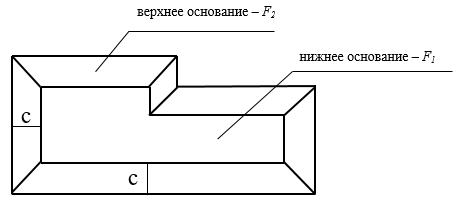 верхнее основание – F₂
нижнее основание – F₁
С
С